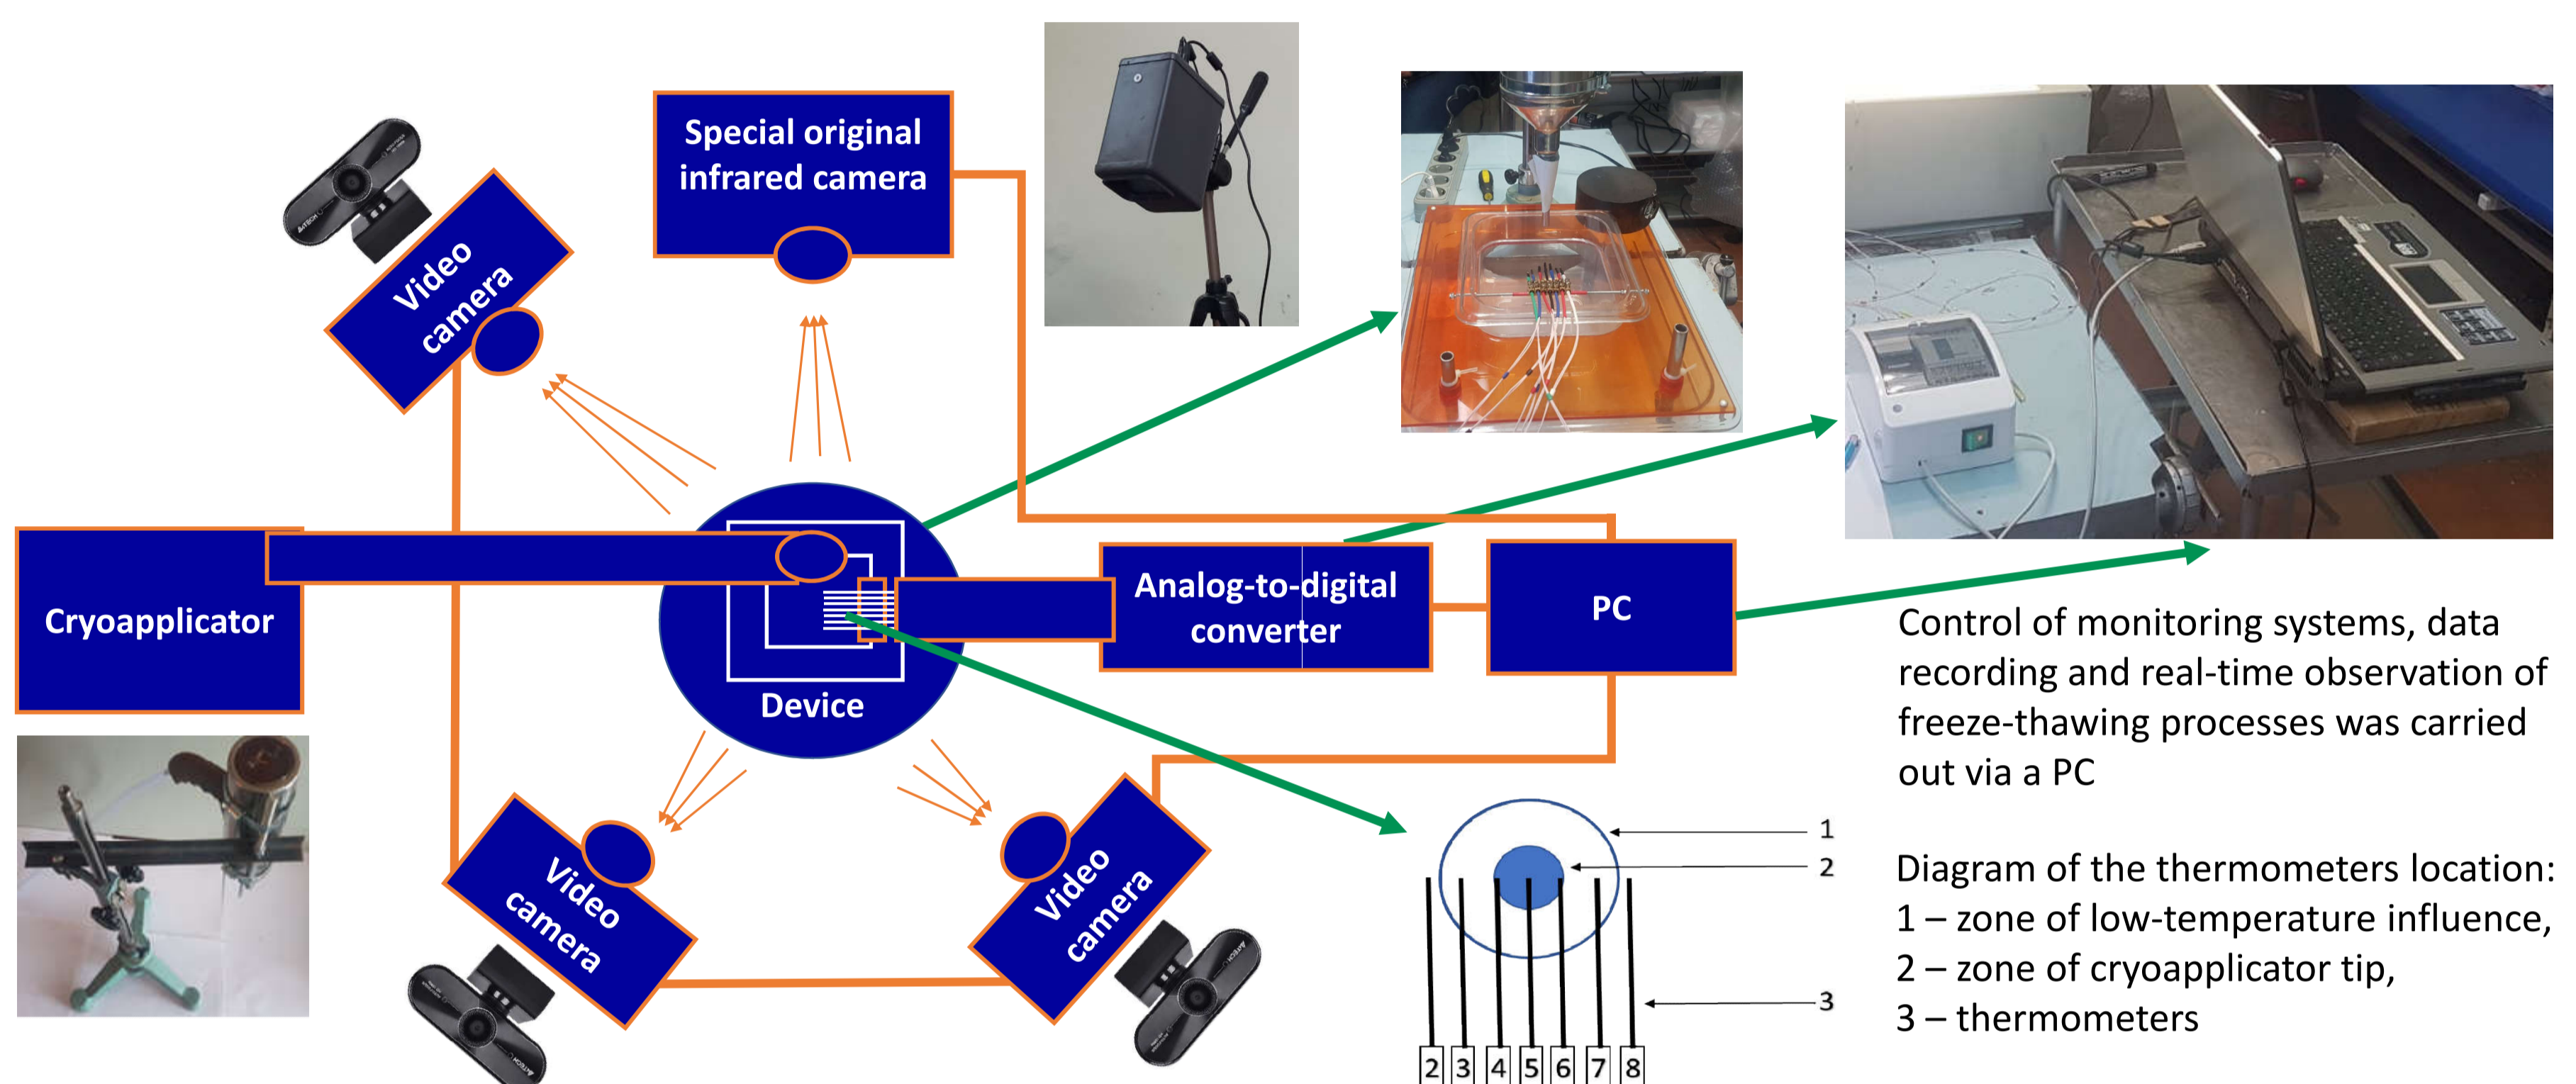 Special original
infrared camera
Video
camera
Cryoapplicator
Device
Analog-to-digital
converter
PC
Control of monitoring systems, data
recording and real-time observation of
freeze-thawing processes was carried
out via a PC
Video
camera
Video
camera
1
2
3
2 3 4 5 6 7 8
Diagram of the thermometers location:
1 – zone of low-temperature influence,
2 – zone of cryoapplicator tip,
3 – thermometers
A4TECH
A4TECH
A4TECH